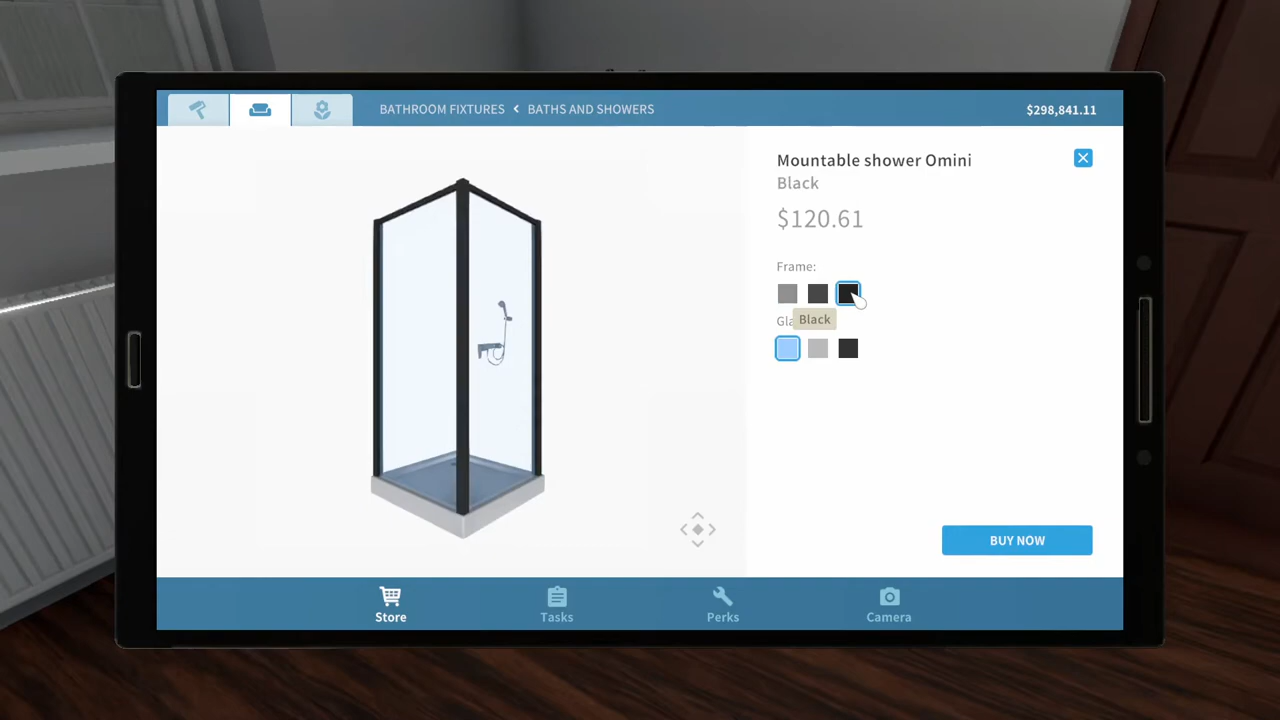 BATHROOM FIXTURES < BATHS AND SHOWERS
$298,841.11
Mountable shower Omini
Black
$120.61
Frame:
Black
BUY NOW
Store
Tasks
Perks
Camera